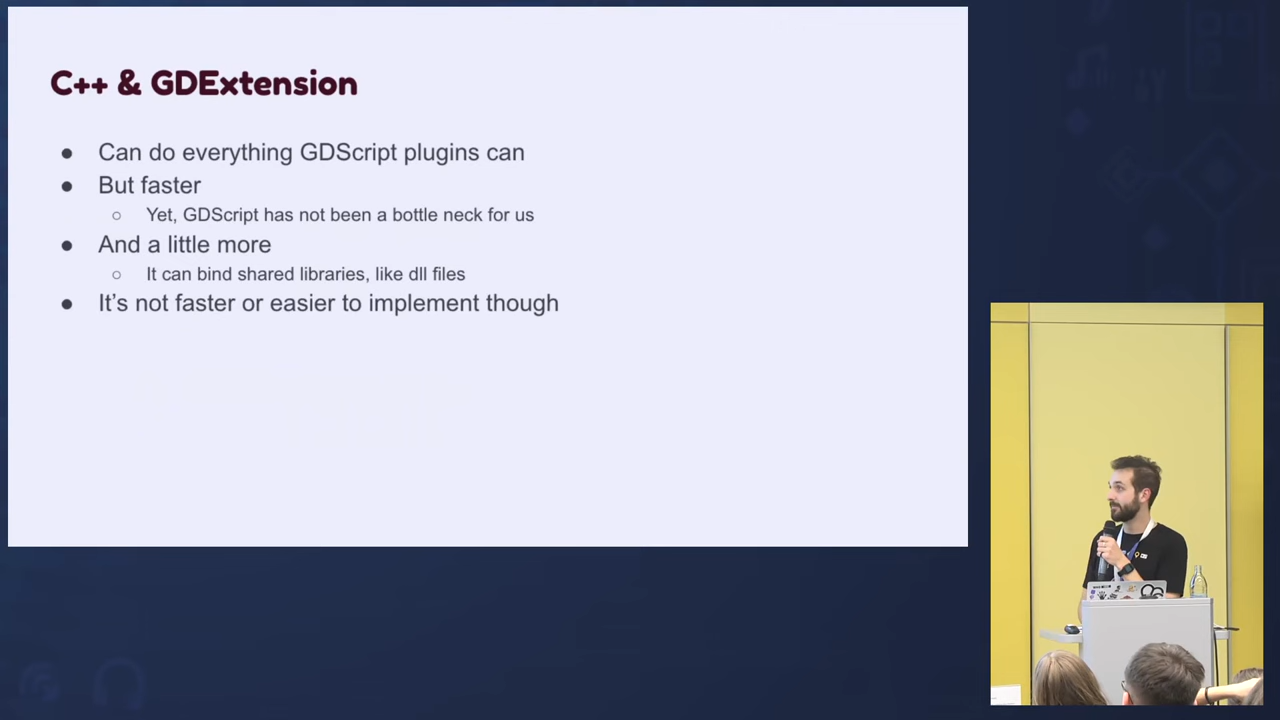 C++ & GDExtension
● Can do everything GDScript plugins can
● But faster
○ Yet, GDScript has not been a bottle neck for us
● And a little more
○ It can bind shared libraries, like dll files
● It's not faster or easier to implement though